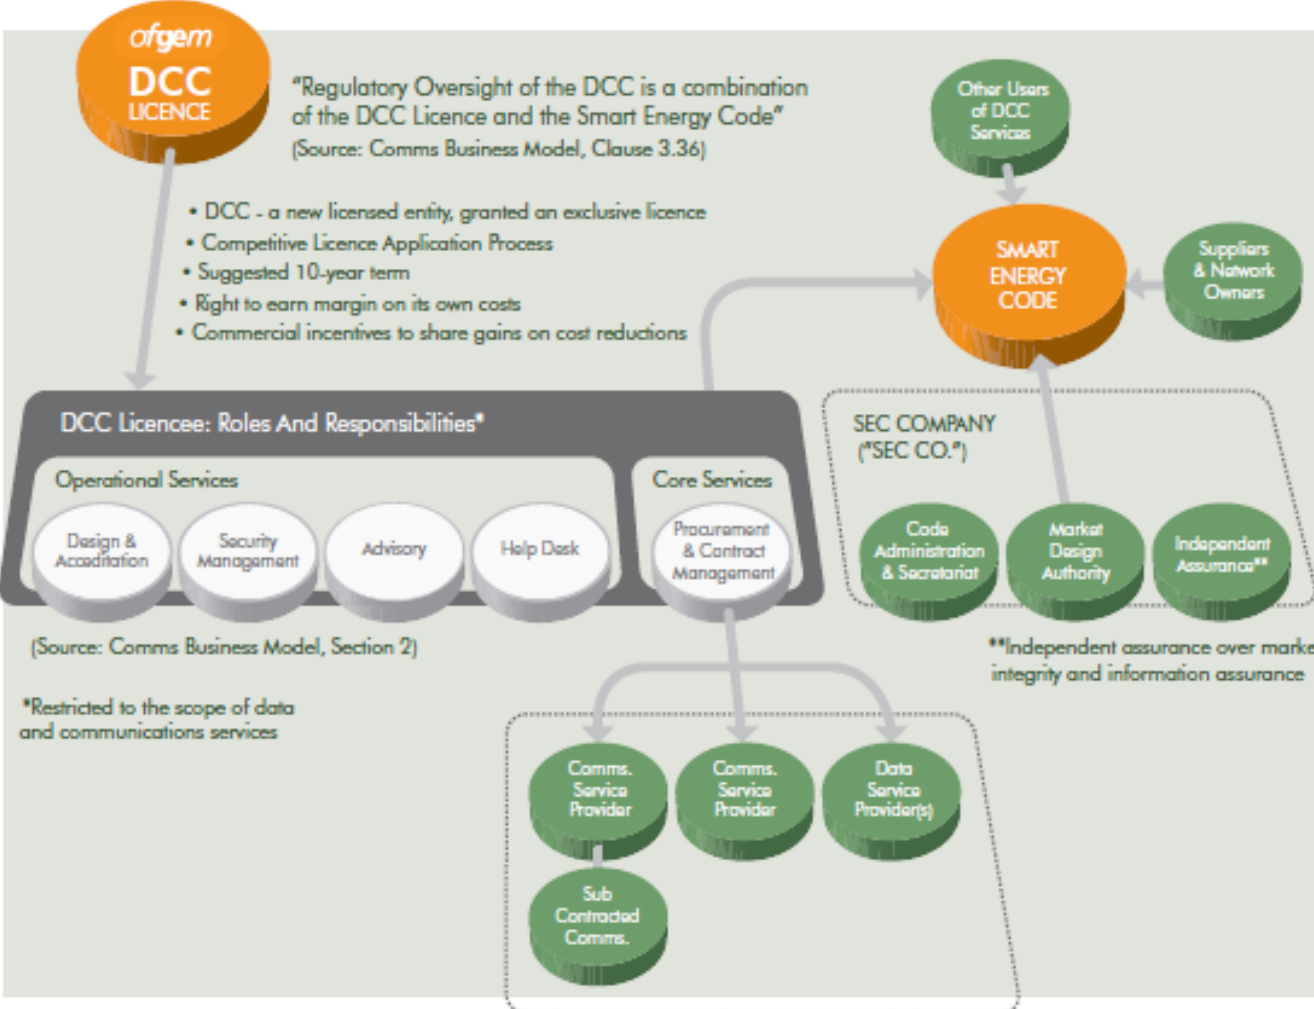 ofgem
DCC
LICENCE
"Regulatory Oversight of the DCC is a combination
of the DCC Licence and the Smart Energy Code"
(Source: Comms Business Model, Clause 3.36)
• DCC - a new licensed entity, granted an exclusive licence
• Competitive Licence Application Process
• Suggested 10-year term
• Right to earn margin on its own costs
• Commercial incentives to share gains on cost reductions
Other Users
of DCC
Services
SMART
ENERGY
CODE
Suppliers
& Network
Owners
DCC Licencee: Roles And Responsibilities*
Operational Services
Design &
Acceditation
Security
Management
Advisory
Help Desk
Core Services
Procurement
& Contract
Management
SEC COMPANY
("SEC CO.")
Code
Administration
& Secretariat
Market
Design
Authority
Independent
Assurance**
(Source: Comms Business Model, Section 2)
**Independent assurance over marke
integrity and information assurance
*Restricted to the scope of data
and communications services
Comms.
Service
Provider
Comms.
Service
Provider
Data
Service
Provider(s)
Sub
Contracted
Comms.